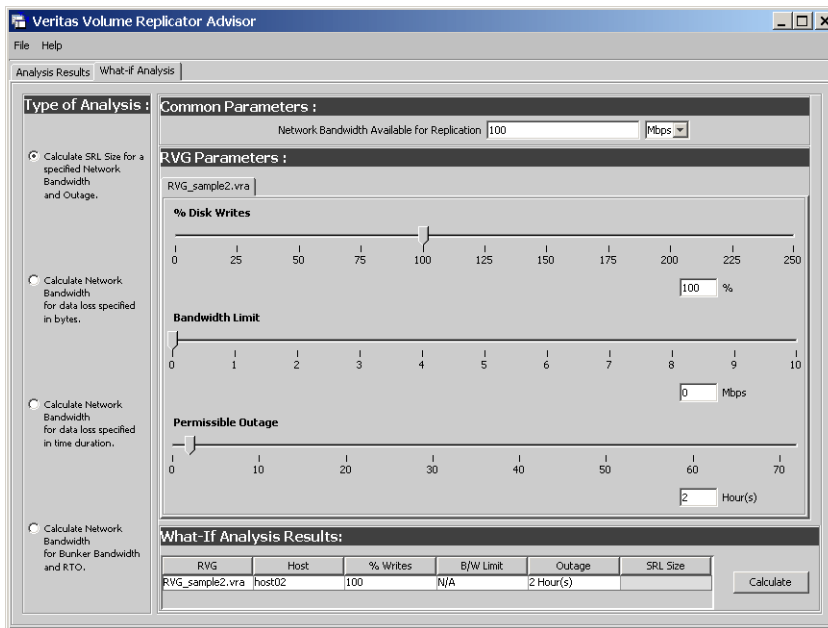 Veritas Volume Replicator Advisor
File Help
Analysis Results What-if Analysis
Type of Analysis :
Calculate SRL Size for a
specified Network
Bandwidth
and Outage.
Calculate Network
Bandwidth
for data loss specified
in bytes.
Calculate Network
Bandwidth
for data loss specified
in time duration.
Calculate Network
Bandwidth
for Bunker Bandwidth
and RTO.
Common Parameters :
Network Bandwidth Available for Replication 100 Mbps
RVG Parameters :
RVG_sample2.vra
% Disk Writes
0 25 50 75 100 125 150 175 200 225 250
100 %
Bandwidth Limit
0 1 2 3 4 5 6 7 8 9 10
0 Mbps
Permissible Outage
0 10 20 30 40 50 60 70
2 Hour(s)
What-If Analysis Results:
RVG Host % Writes B/W Limit Outage SRL Size
RVG_sample2.vra host02 100 N/A 2 Hour(s)
Calculate